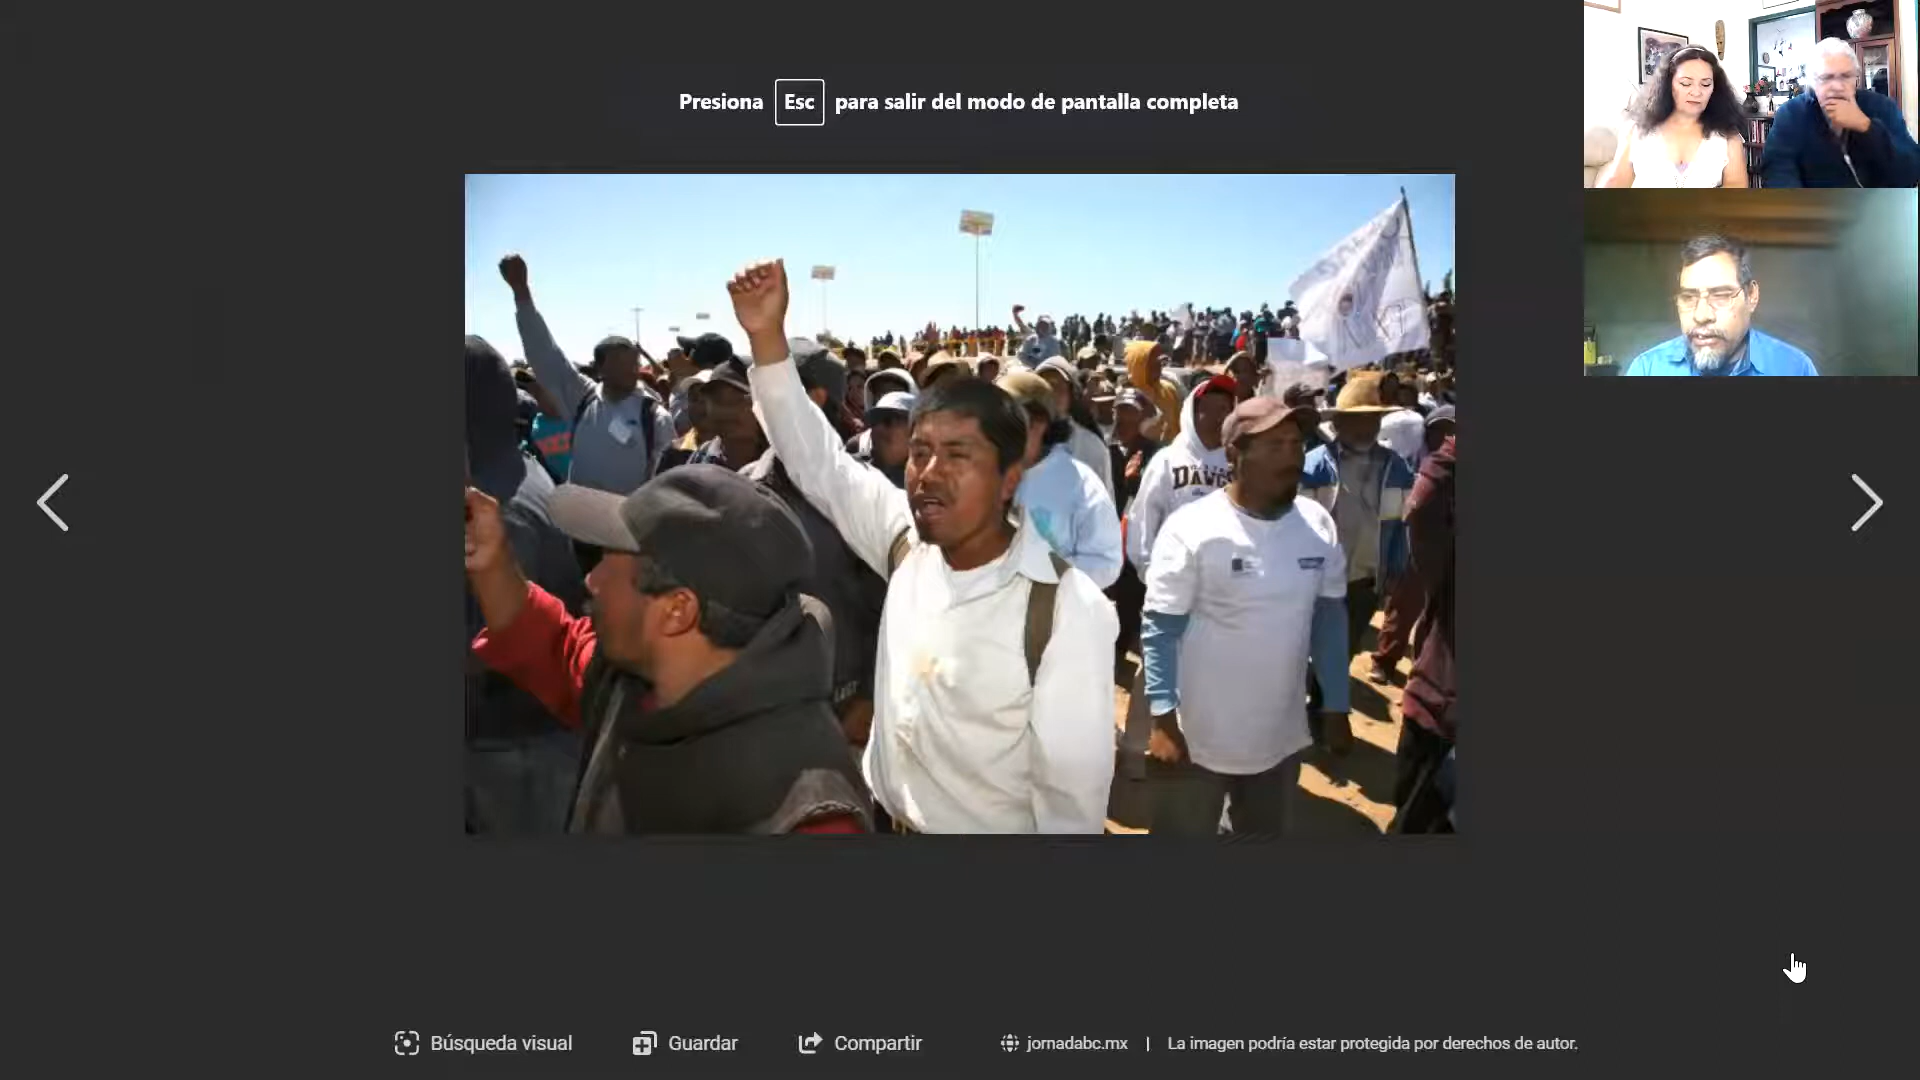 Presiona Esc para salir del modo de pantalla completa
DAWGS
Búsqueda visual
Guardar
Compartir
jornadabc.mx | La imagen podría estar protegida por derechos de autor.